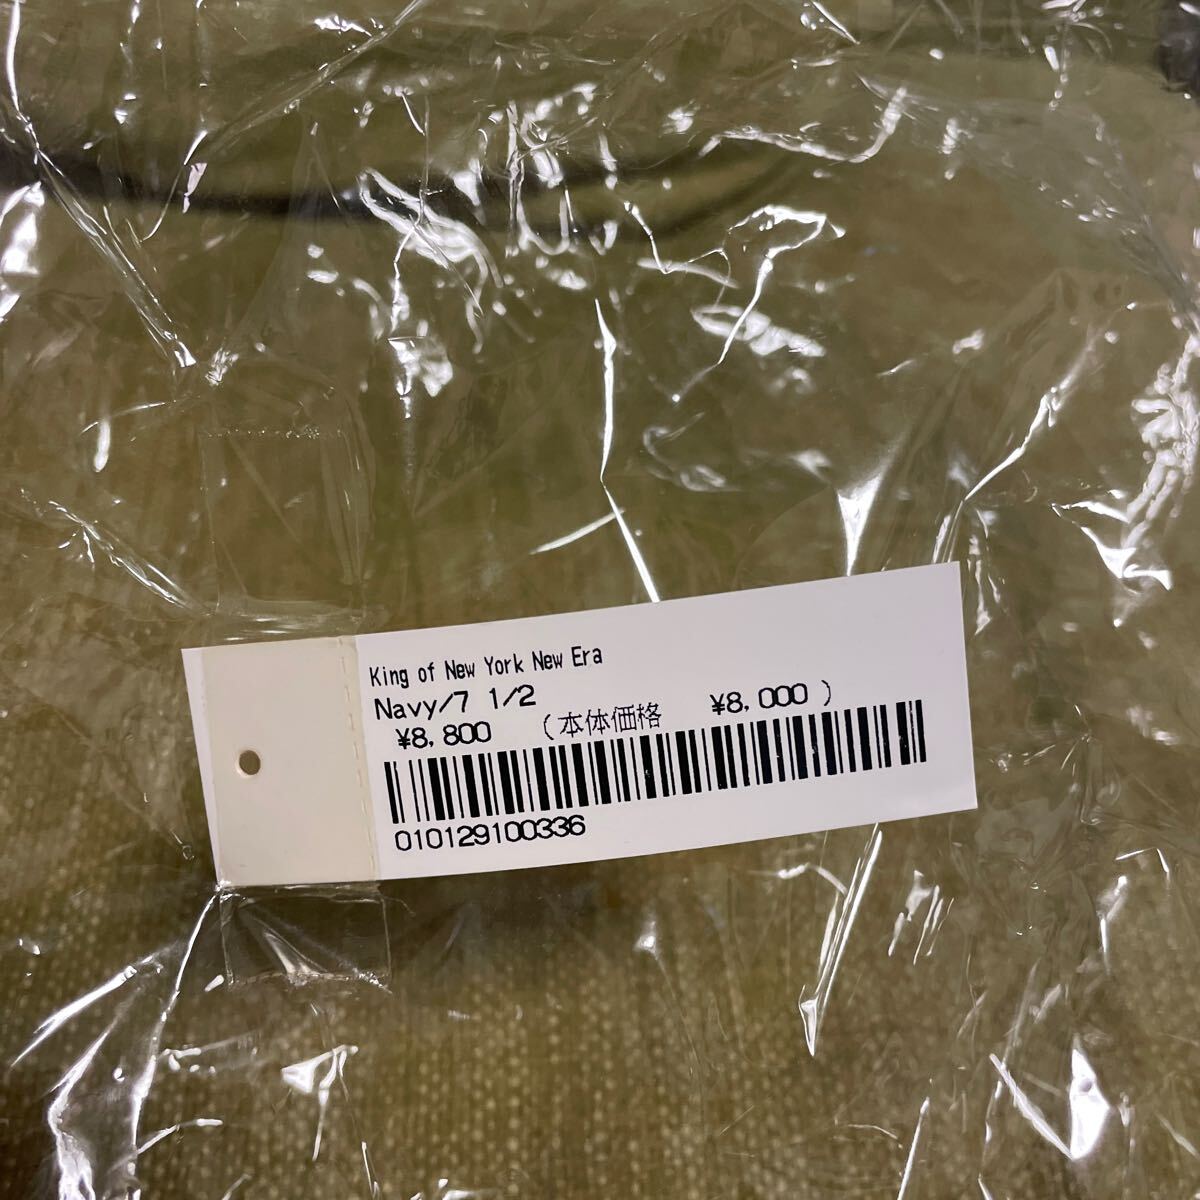 King of New York New Era
Navy/7 1/2
¥8,800 (本体価格 ¥8,000)
010129100336